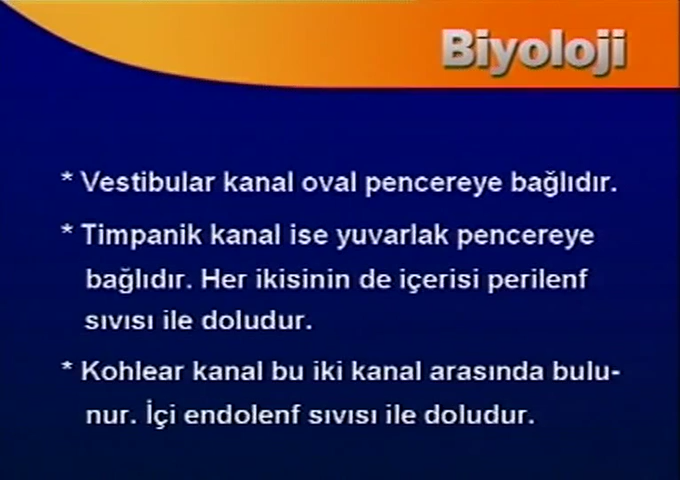 Biyoloji
* Vestibular kanal oval pencereye bağlıdır.
* Timpanik kanal ise yuvarlak pencereye
bağlıdır. Her ikisinin de içerisi perilenf
sıvısı ile doludur.
* Kohlear kanal bu iki kanal arasında bulu-
nur. İçi endolenf sıvısı ile doludur.